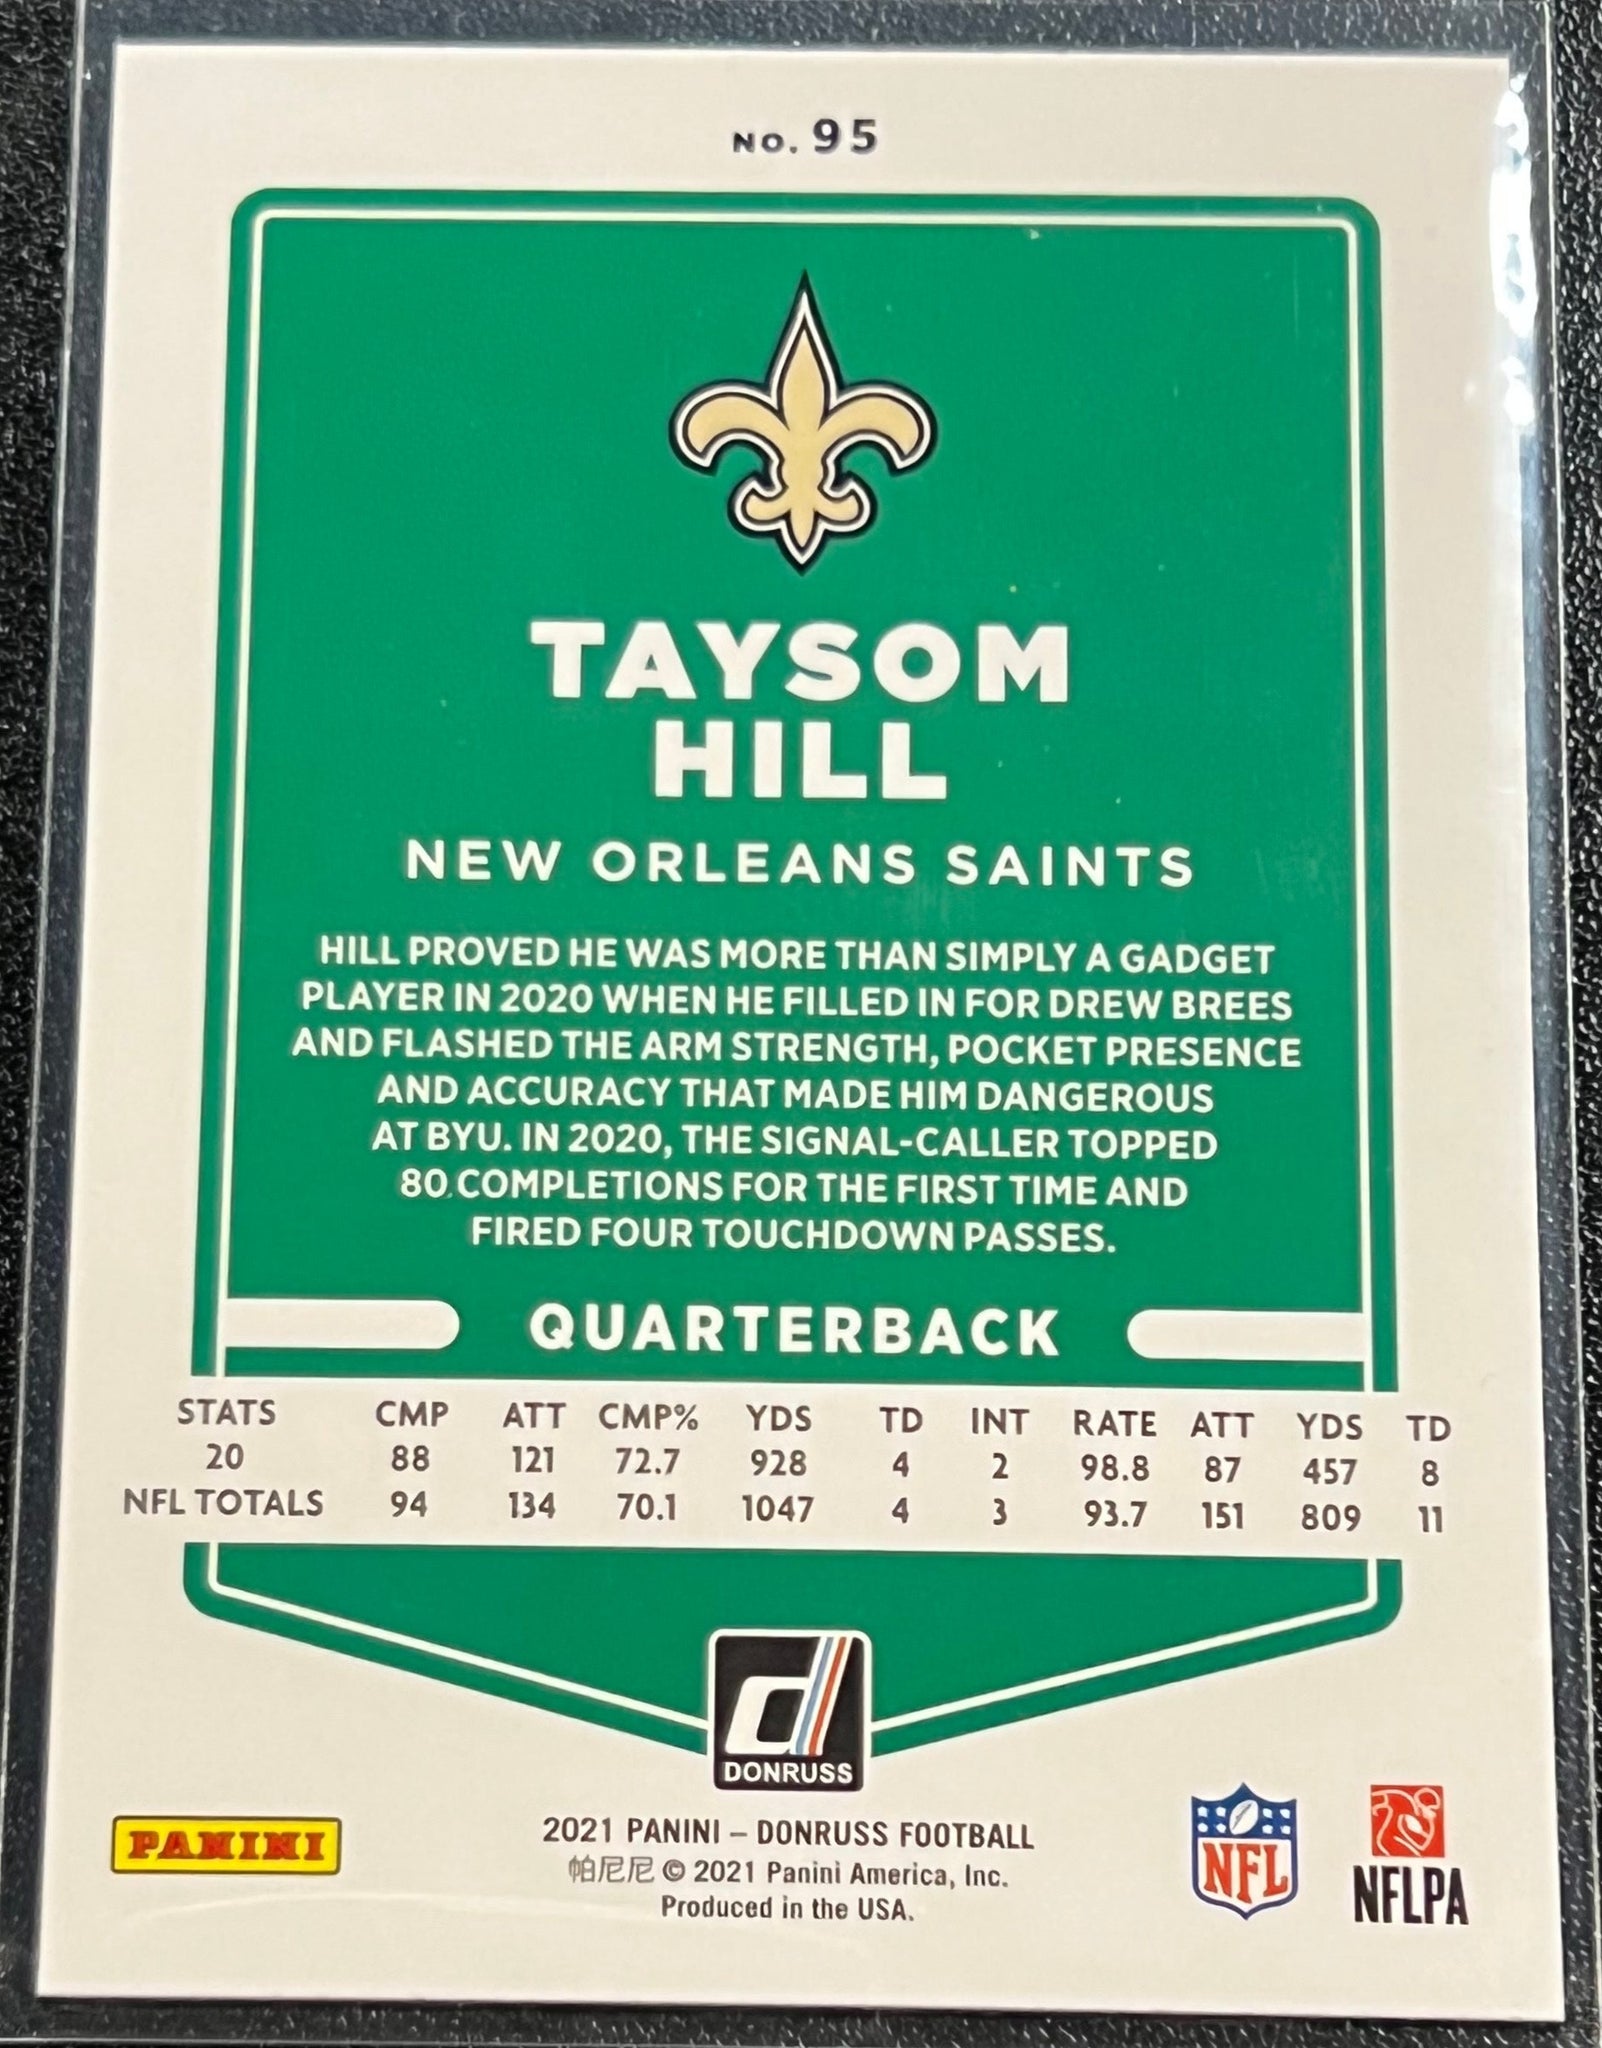 NO. 95
TAYSOM
HILL
NEW ORLEANS SAINTS
HILL PROVED HE WAS MORE THAN SIMPLY A GADGET
PLAYER IN 2020 WHEN HE FILLED IN FOR DREW BREES
AND FLASHED THE ARM STRENGTH, POCKET PRESENCE
AND ACCURACY THAT MADE HIM DANGEROUS
AT BYU. IN 2020, THE SIGNAL-CALLER TOPPED
80 COMPLETIONS FOR THE FIRST TIME AND
FIRED FOUR TOUCHDOWN PASSES.
QUARTERBACK
STATS CMP ATT CMP% YDS TD INT RATE ATT YDS TD
20 88 121 72.7 928 4 2 98.8 87 457 8
NFL TOTALS 94 134 70.1 1047 4 3 93.7 151 809 11
d
DONRUSS
PANINI
2021 PANINI – DONRUSS FOOTBALL
帕尼尼 © 2021 Panini America, Inc.
Produced in the USA.
NFL
NFLPA